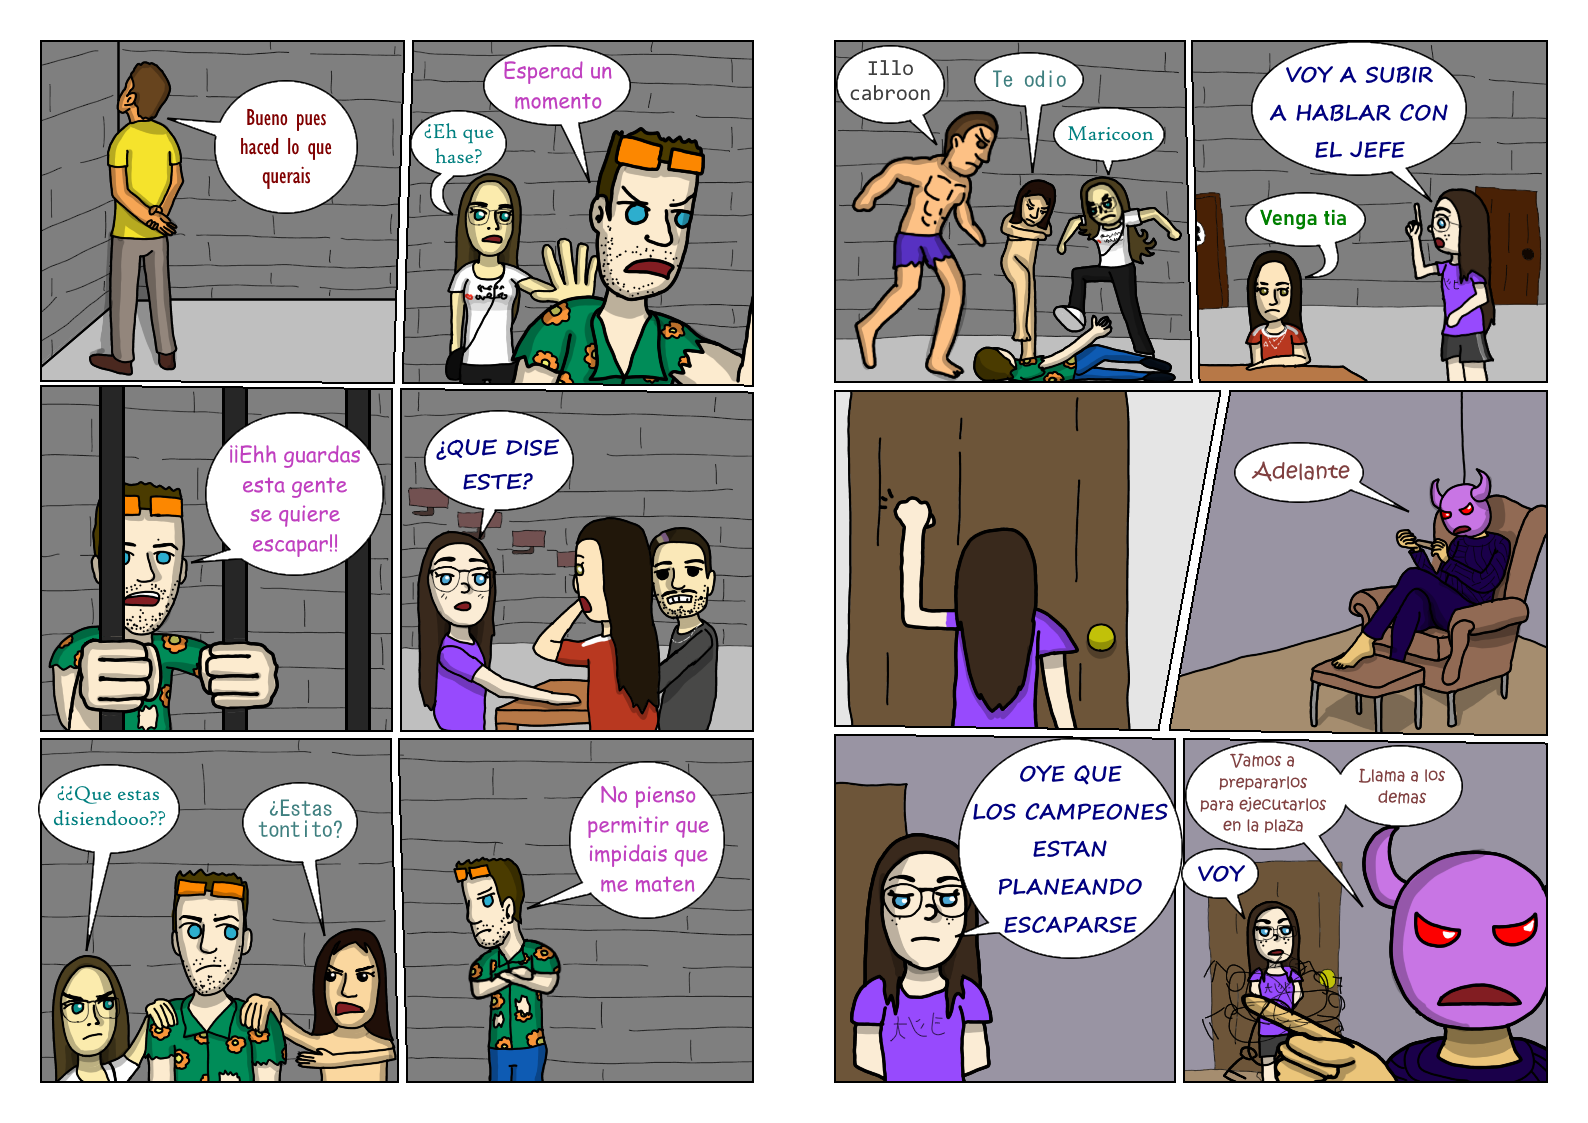 Bueno pues
haced lo que
querais
Esperad un
momento
¿Eh que
hase?
¡¡Ehh guardas
esta gente
se quiere
escapar!!
¿QUE DISE
ESTE?
¿¿Que estas
disiendooo??
¿Estas
tontito?
No pienso
permitir que
impidais que
me maten
Illo
cabroon
Te odio
Maricoon
VOY A SUBIR
A HABLAR CON
EL JEFE
Venga tia
Adelante
OYE QUE
LOS CAMPEONES
ESTAN
PLANEANDO
ESCAPARSE
Vamos a
prepararlos
para ejecutarlos
en la plaza
Llama a los
demas
VOY